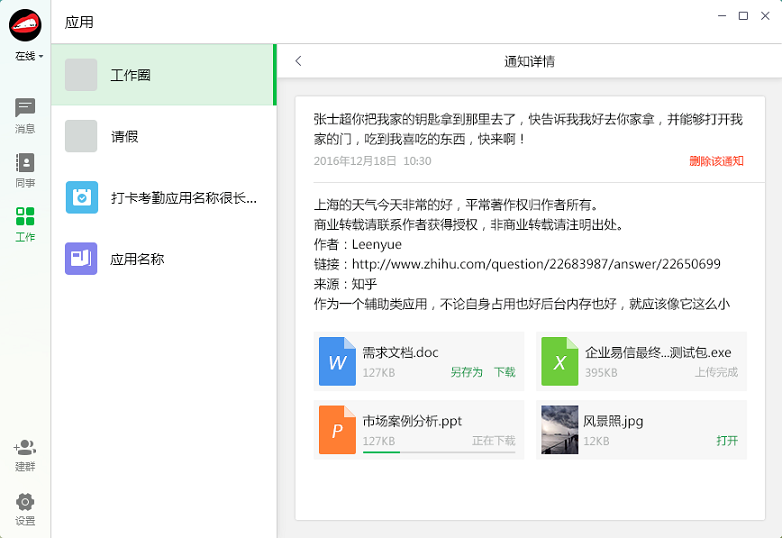 应用
在线
消息
同事
工作
建群
设置
工作圈
请假
打卡考勤应用名称很长...
应用名称
通知详情
张士超你把我家的钥匙拿到那里去了，快告诉我我好去你家拿，并能够打开我
家的门，吃到我喜吃的东西，快来啊！
2016年12月18日 10:30
删除该通知
上海的天气今天非常的好，平常著作权归作者所有。
商业转载请联系作者获得授权，非商业转载请注明出处。
作者：Leenyue
链接：http://www.zhihu.com/question/22683987/answer/22650699
来源：知乎
作为一个辅助类应用，不论自身占用也好后台内存也好，就应该像它这么小
W
需求文档.doc
127KB
另存为 下载
X
企业易信最终...测试包.exe
395KB
上传完成
P
市场案例分析.ppt
127KB
正在下载
风景照.jpg
12KB
打开